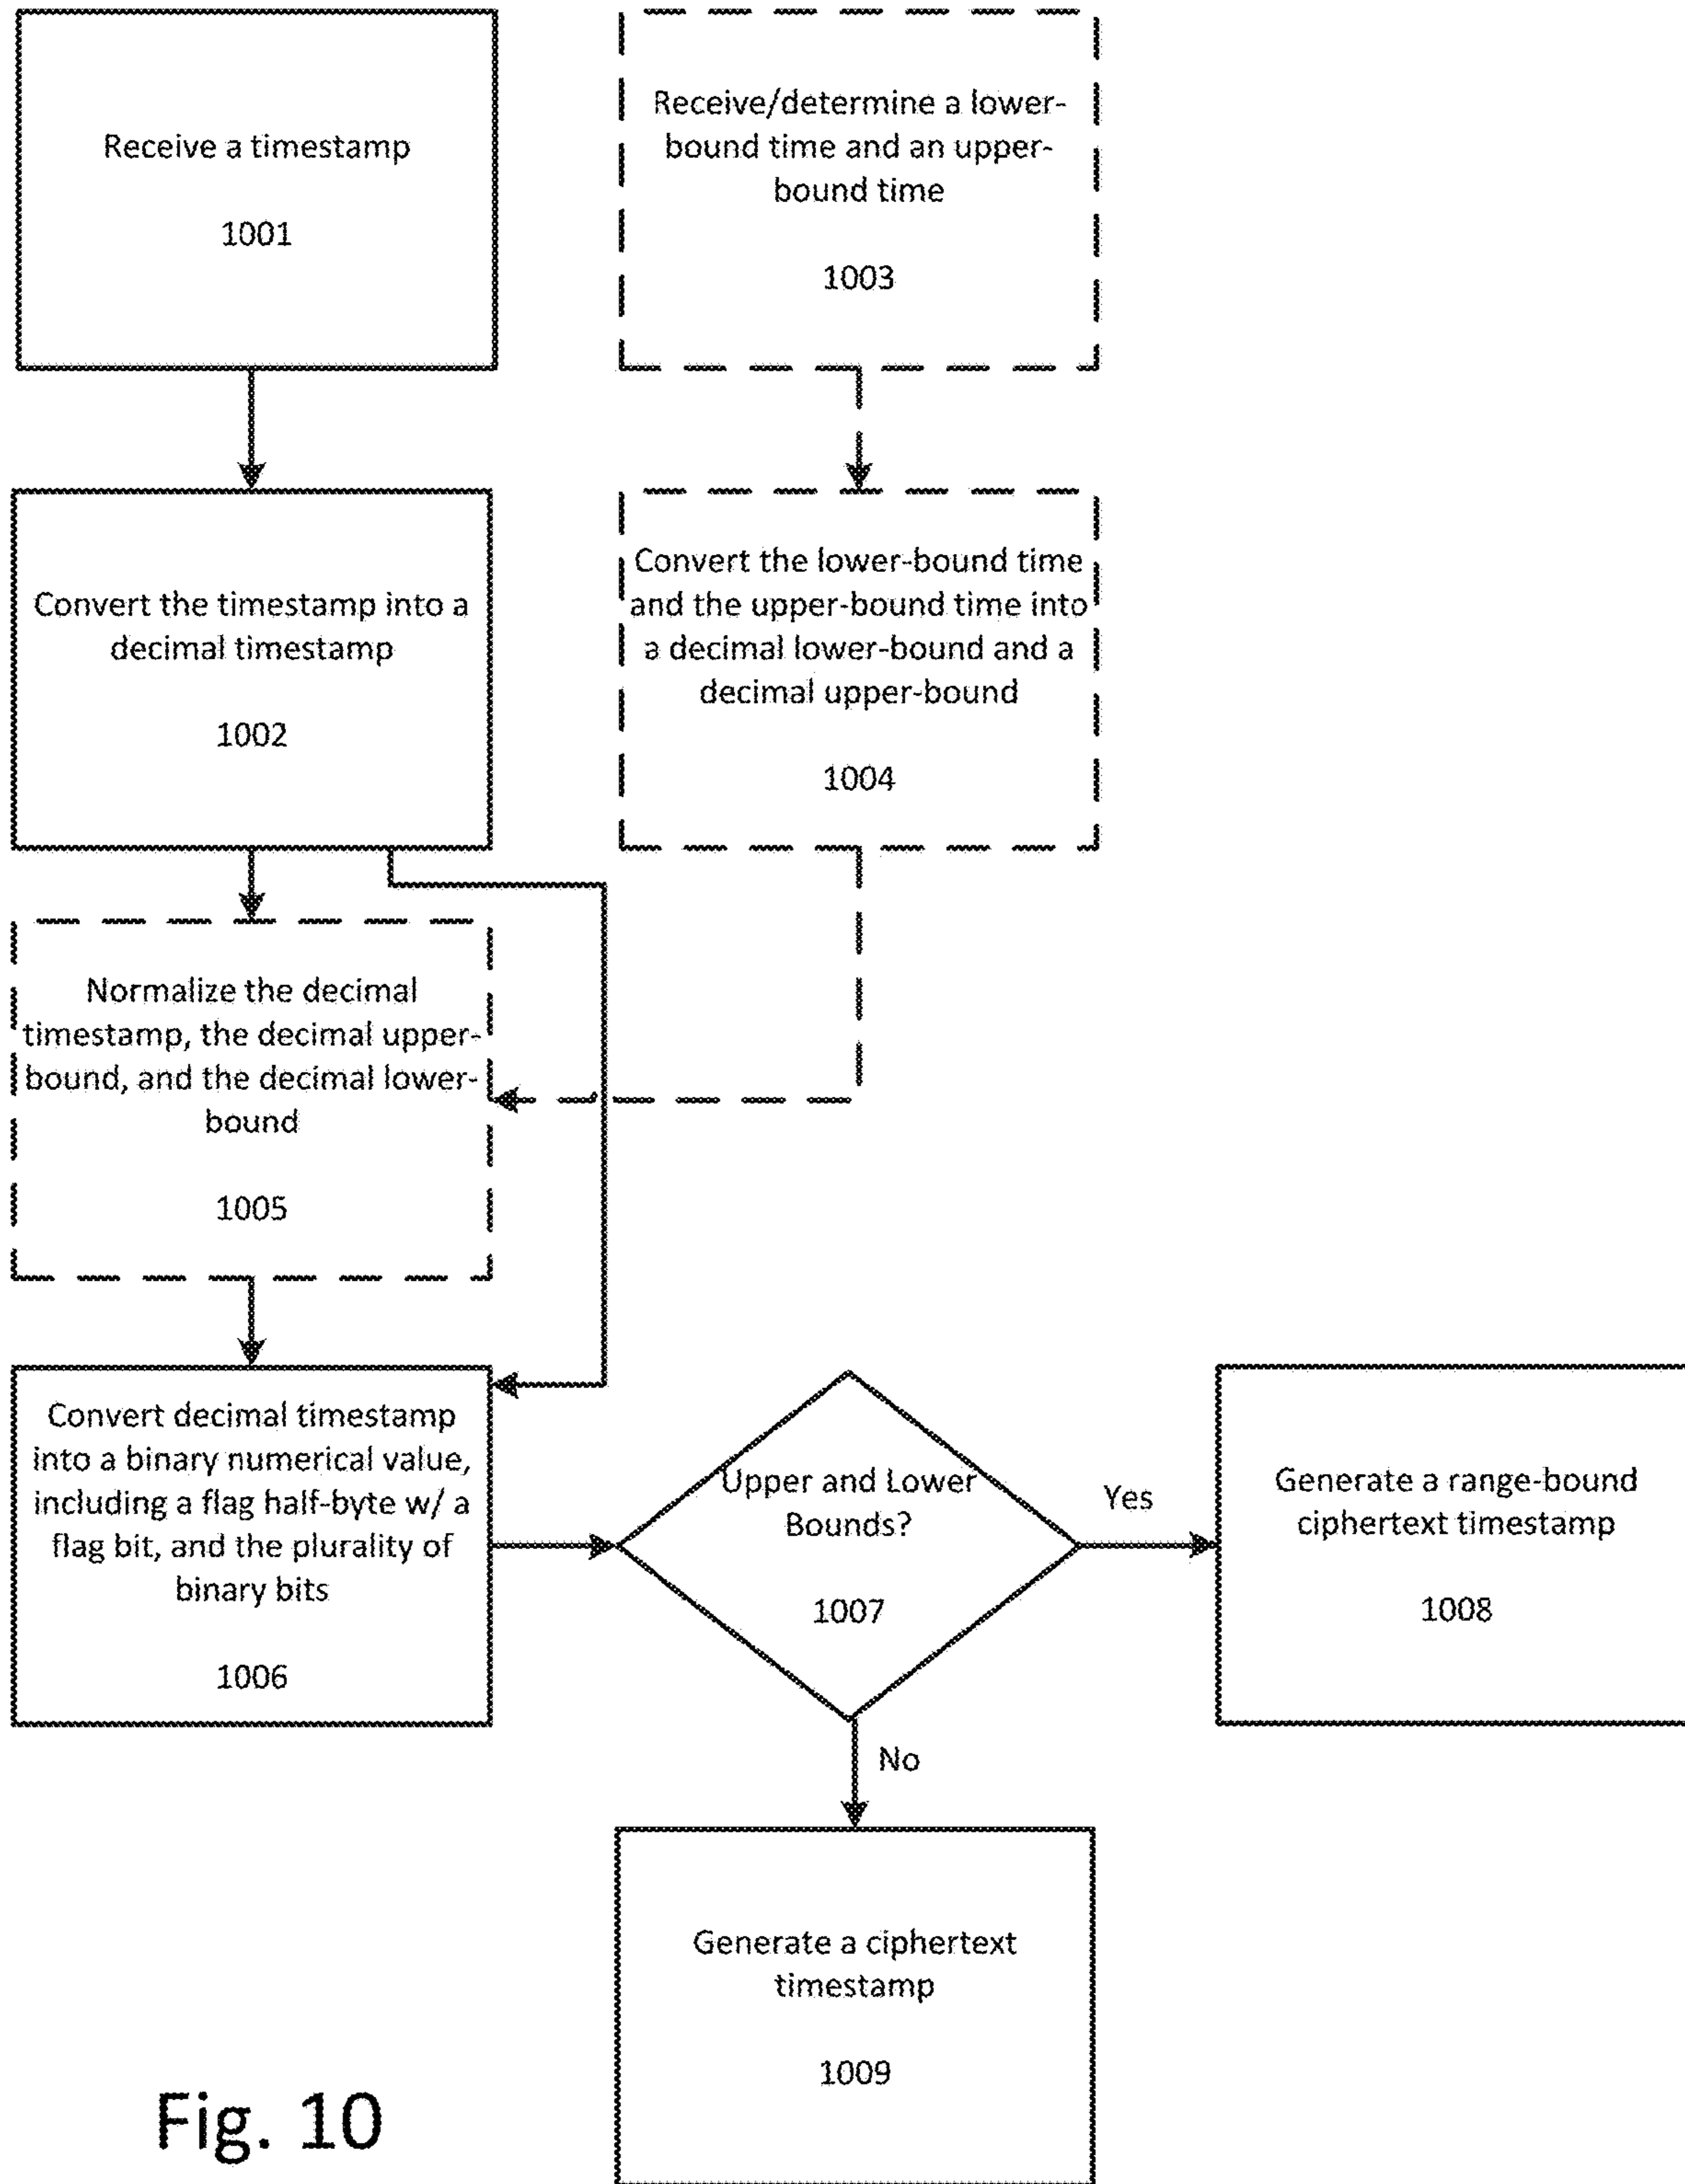 Receive a timestamp
1001
Receive/determine a lower-
bound time and an upper-
bound time
1003
Convert the timestamp into a
decimal timestamp
1002
Convert the lower-bound time
and the upper-bound time into
a decimal lower-bound and a
decimal upper-bound
1004
Normalize the decimal
timestamp, the decimal upper-
bound, and the decimal lower-
bound
1005
Convert decimal timestamp
into a binary numerical value,
including a flag half-byte w/ a
flag bit, and the plurality of
binary bits
1006
Upper and Lower
Bounds?
1007
Yes
Generate a range-bound
ciphertext timestamp
1008
No
Generate a ciphertext
timestamp
1009
Fig. 10